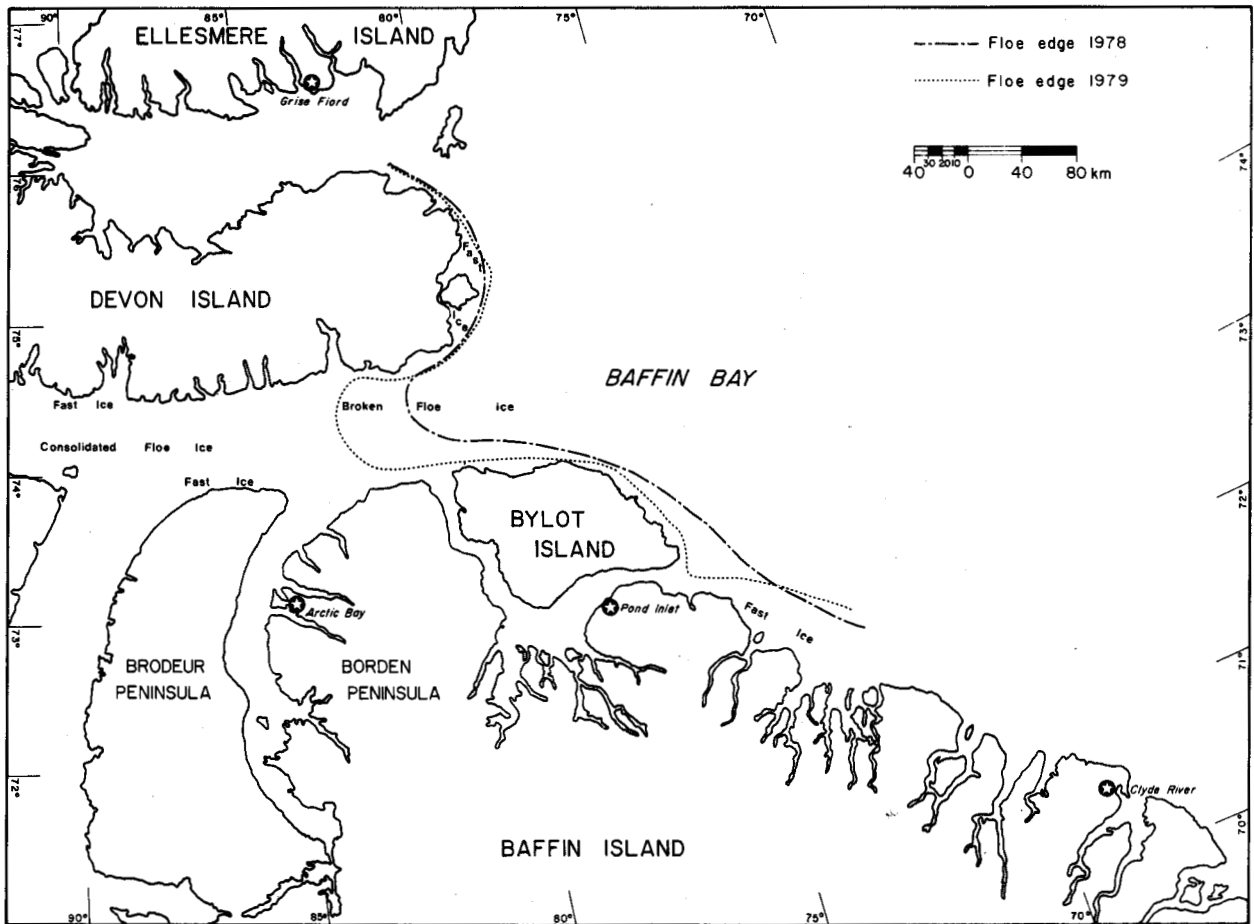 90°
85°
80°
75°
70°
77°
ELLESMERE ISLAND
Grise Fiord
Floe edge 1978
Floe edge 1979
40 30 20 10 0 40 80 km
76°
74°
Fast
Ice
DEVON ISLAND
75°
73°
BAFFIN BAY
Fast Ice
Broken Floe ice
Consolidated Floe Ice
Fast Ice
74°
72°
BYLOT
ISLAND
Arctic Bay
Pond Inlet
Fast
Ice
73°
71°
BRODEUR
PENINSULA
BORDEN
PENINSULA
72°
Clyde River
70°
BAFFIN ISLAND
90°
85°
80°
75°
70°